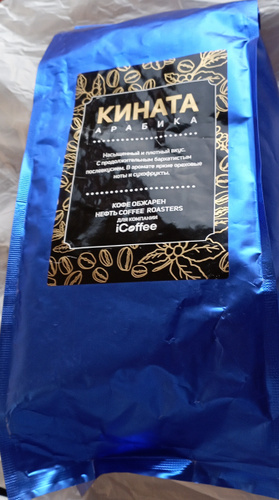 КИНАТА
АРАБИКА
Насыщенный и плотный вкус.
С продолжительным бархатистым
послевкусием. В аромате яркие ореховые
ноты и сухофрукты.
КОФЕ ОБЖАРЕН
НЕФТЬ COFFEE ROASTERS
ДЛЯ КОМПАНИИ
iCoffee